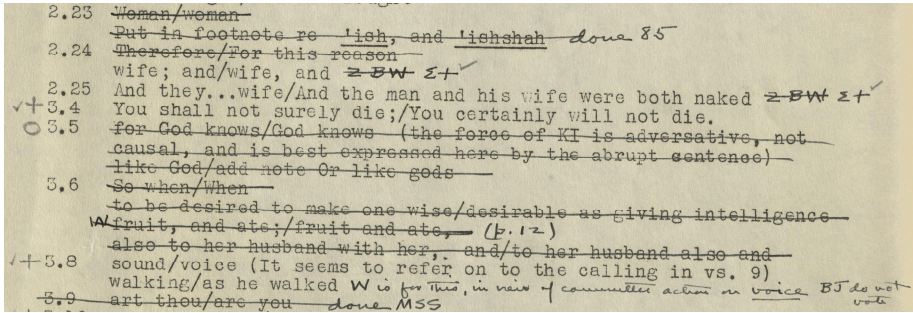 2.23 Woman/woman
Put in footnote re 'ish, and 'ishshah done 85
2.24 Therefore/For this reason
wife; and/wife, and 2 BW Σ+ ✓
2.25 And they...wife/And the man and his wife were both naked 2 BW Σ+ ✓
✓+ 3.4 You shall not surely die;/You certainly will not die.
O 3.5 for God knows/God knows (the force of KI is adversative, not
causal, and is best expressed here by the abrupt sentence)
like God/add note Or like gods
3.6 So when/When
to be desired to make one wise/desirable as giving intelligence
W fruit, and ate;/fruit and ate, (p.12)
also to her husband with her, and/to her husband also and
✓+ 3.8 sound/voice (It seems to refer on to the calling in vs. 9)
walking/as he walked W is for this, in view of committee action on voice BJ do not
vote
3.9 art thou/are you done MSS